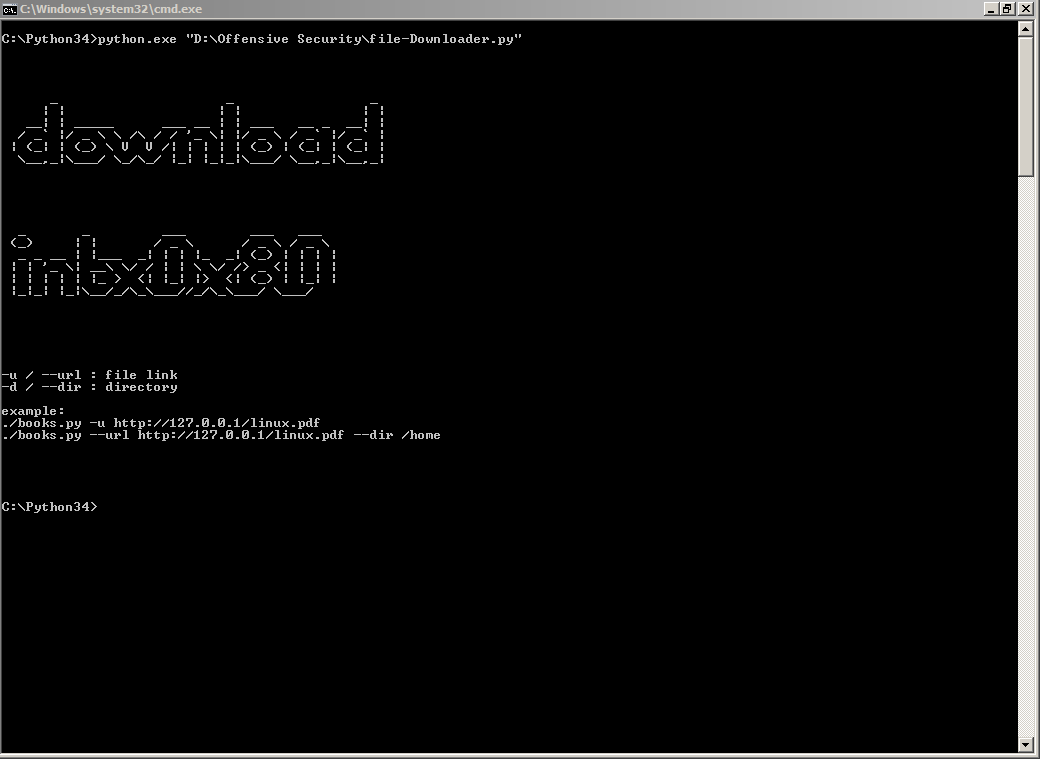 C:\Windows\system32\cmd.exe
C:\Python34>python.exe "D:\Offensive Security\file-Downloader.py"
download
intx0x80
-u / --url : file link
-d / --dir : directory
example:
./books.py -u http://127.0.0.1/linux.pdf
./books.py --url http://127.0.0.1/linux.pdf --dir /home
C:\Python34>